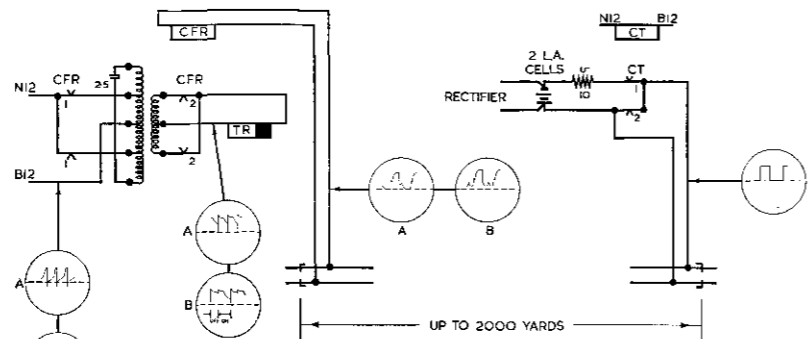 CFR
N12 B12
CT
2·5
CFR
CFR
2 L.A.
CELLS
CT
N12
1
2
10
1
RECTIFIER
2
TR
1
2
B12
A
B
A
A
B
UP TO 2000 YARDS